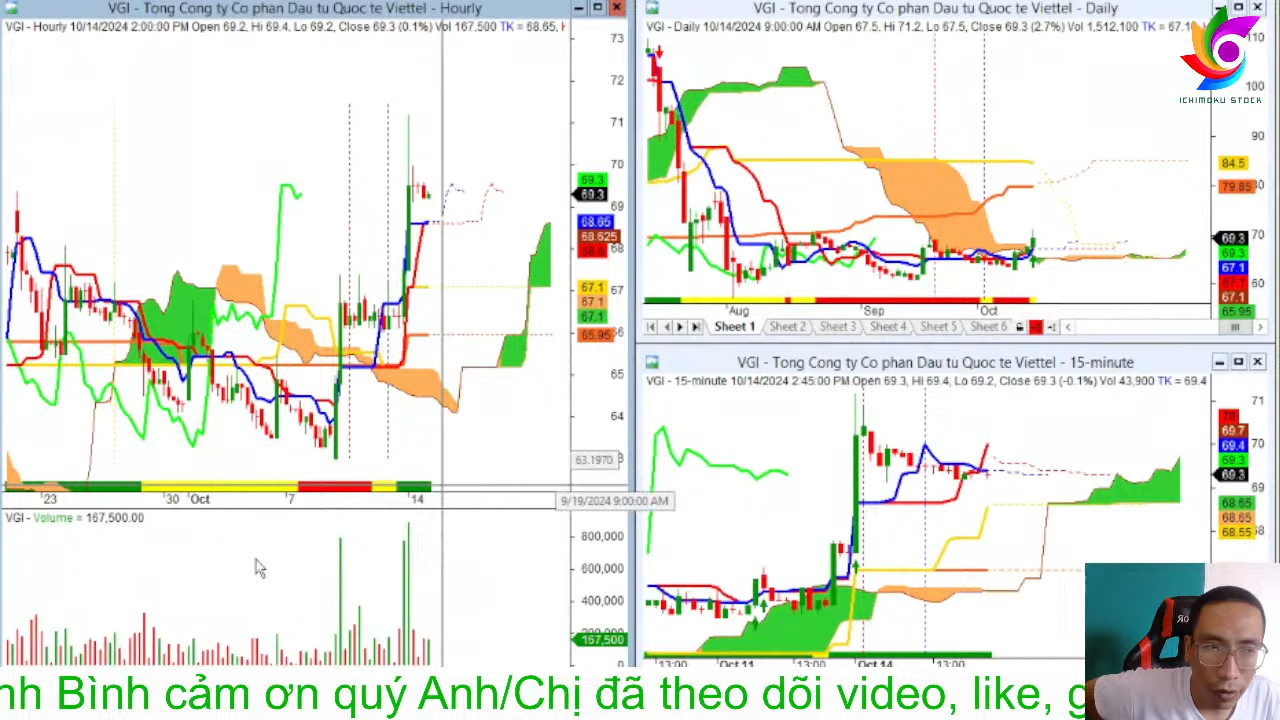 VGI - Tong Cong ty Co phan Dau tu Quoc te Viettel - Hourly
VGI - Hourly 10/14/2024 2:00:00 PM Open 69.2, Hi 69.4, Lo 69.2, Close 69.3 (0.1%) Vol 167,500 TK = 68.65,
73
72
71
70
69.3
69.3
69
68.65
68.625
68
67.1
67
67.1
67.1
66
65.95
65
64
63.1970
23
30
Oct
7
14
9/19/2024 9:00:00 AM
VGI - Volume = 167,500.00
800,000
600,000
400,000
157,500
0
VGI - Tong Cong ty Co phan Dau tu Quoc te Viettel - Daily
VGI - Daily 10/14/2024 9:00:00 AM Open 67.5, Hi 71.2, Lo 67.5, Close 69.3 (2.7%) Vol 1,512,100 TK = 67.1
110
100
90
84.5
79.85
70
69.3
69.3
67.1
67.1
65.95
60
Aug
Sep
Oct
Sheet 1
Sheet 2
Sheet 3
Sheet 4
Sheet 5
Sheet 6
ICHIMOKU STOCK
VGI - Tong Cong ty Co phan Dau tu Quoc te Viettel - 15-minute
VGI - 15-minute 10/14/2024 2:45:00 PM Open 69.3, Hi 69.4, Lo 69.2, Close 69.3 (-0.1%) Vol 43,900 TK = 69.4
71
70
69.7
70
69.4
69.3
69.3
69
68.65
68.65
68.55
13:00
Oct 11
13:00
Oct 14
13:00
nh Bình cảm ơn quý Anh/Chị đã theo dõi video, like, g